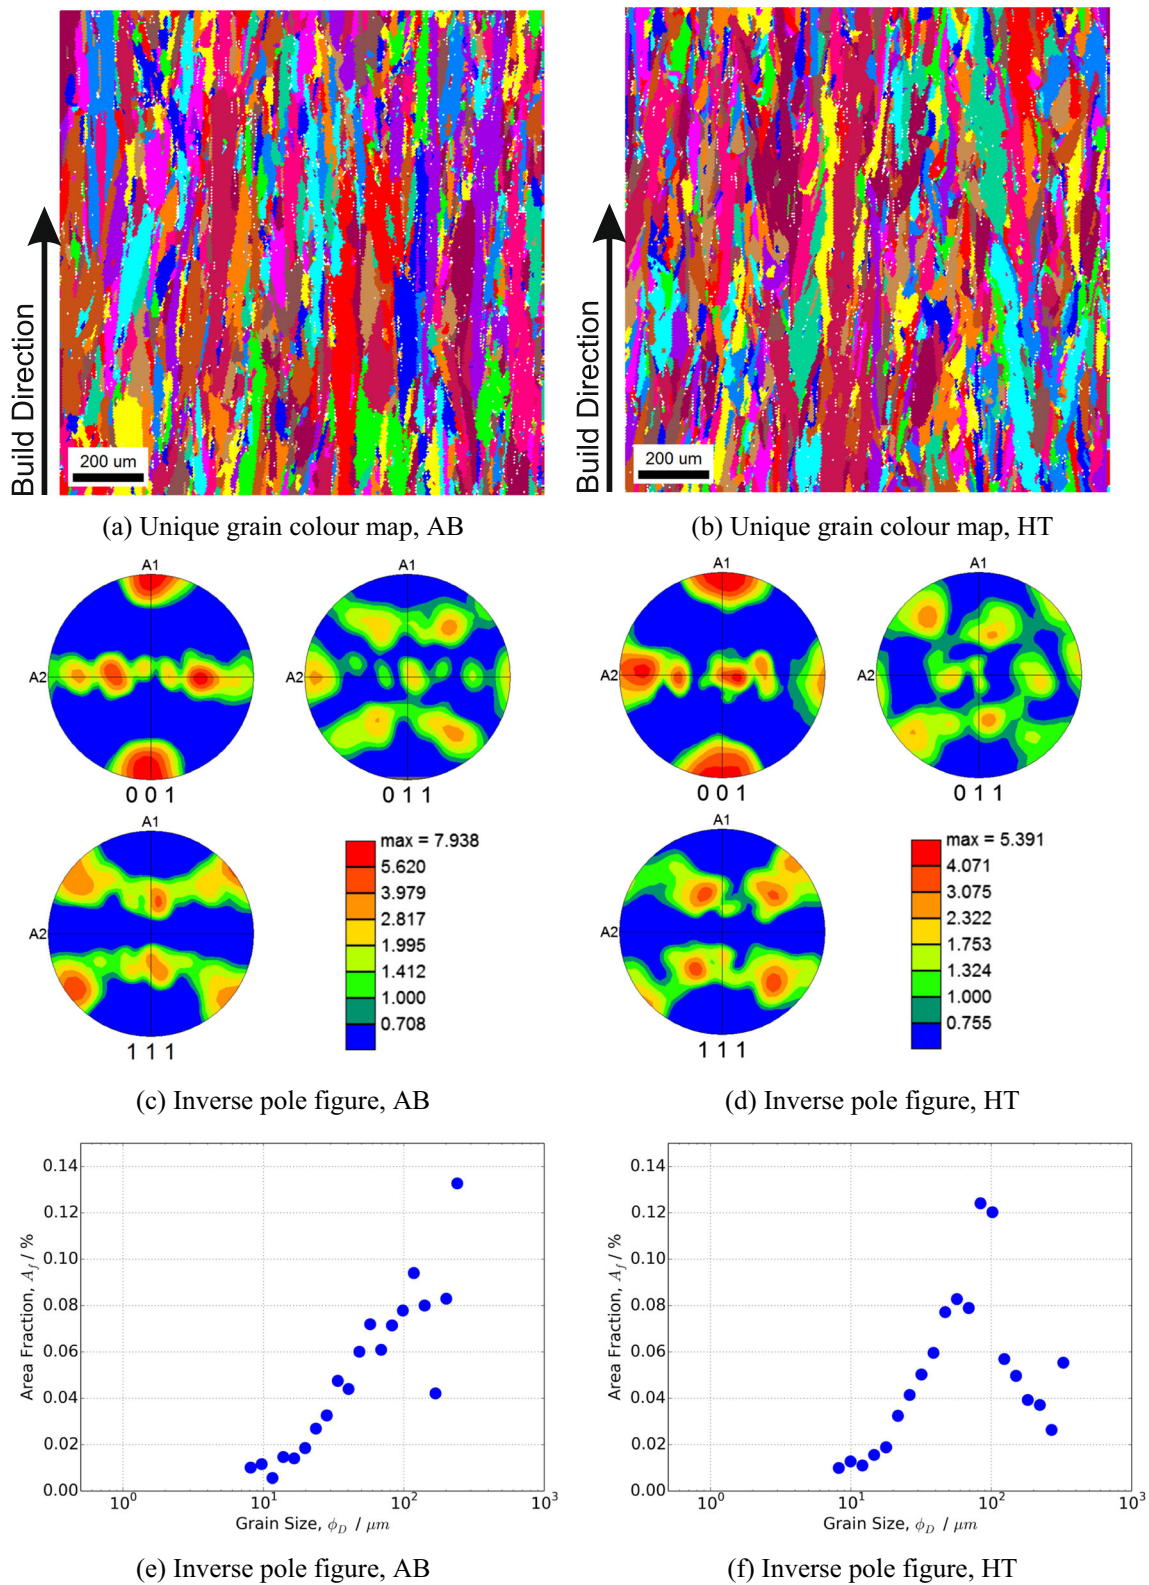 Build Direction
200 um
(a) Unique grain colour map, AB
Build Direction
200 um
(b) Unique grain colour map, HT
A1
A2
0 0 1
A1
A2
0 1 1
A1
A2
1 1 1
max = 7.938
5.620
3.979
2.817
1.995
1.412
1.000
0.708
(c) Inverse pole figure, AB
A1
A2
0 0 1
A1
A2
0 1 1
A1
A2
1 1 1
max = 5.391
4.071
3.075
2.322
1.753
1.324
1.000
0.755
(d) Inverse pole figure, HT
Area Fraction, A_f / %
0.14
0.12
0.10
0.08
0.06
0.04
0.02
0.00
10^0 10^1 10^2 10^3
Grain Size, ϕ_D / μm
(e) Inverse pole figure, AB
Area Fraction, A_f / %
0.14
0.12
0.10
0.08
0.06
0.04
0.02
0.00
10^0 10^1 10^2 10^3
Grain Size, ϕ_D / μm
(f) Inverse pole figure, HT